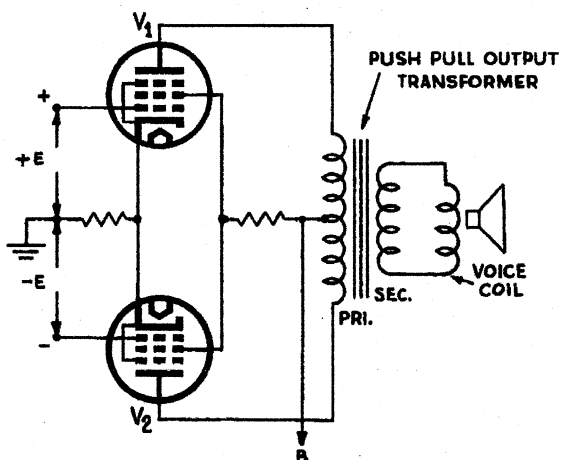 V1
PUSH PULL OUTPUT
TRANSFORMER
+
+E
-E
-
VOICE
COIL
SEC.
PRI.
V2
B